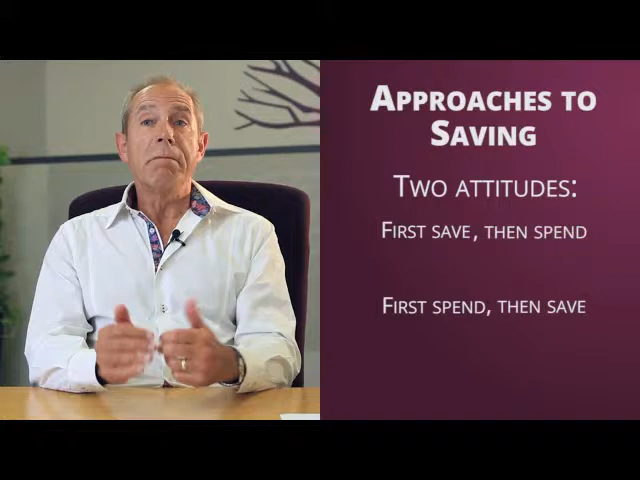 Approaches to
Saving
Two attitudes:
First save, then spend
First spend, then save